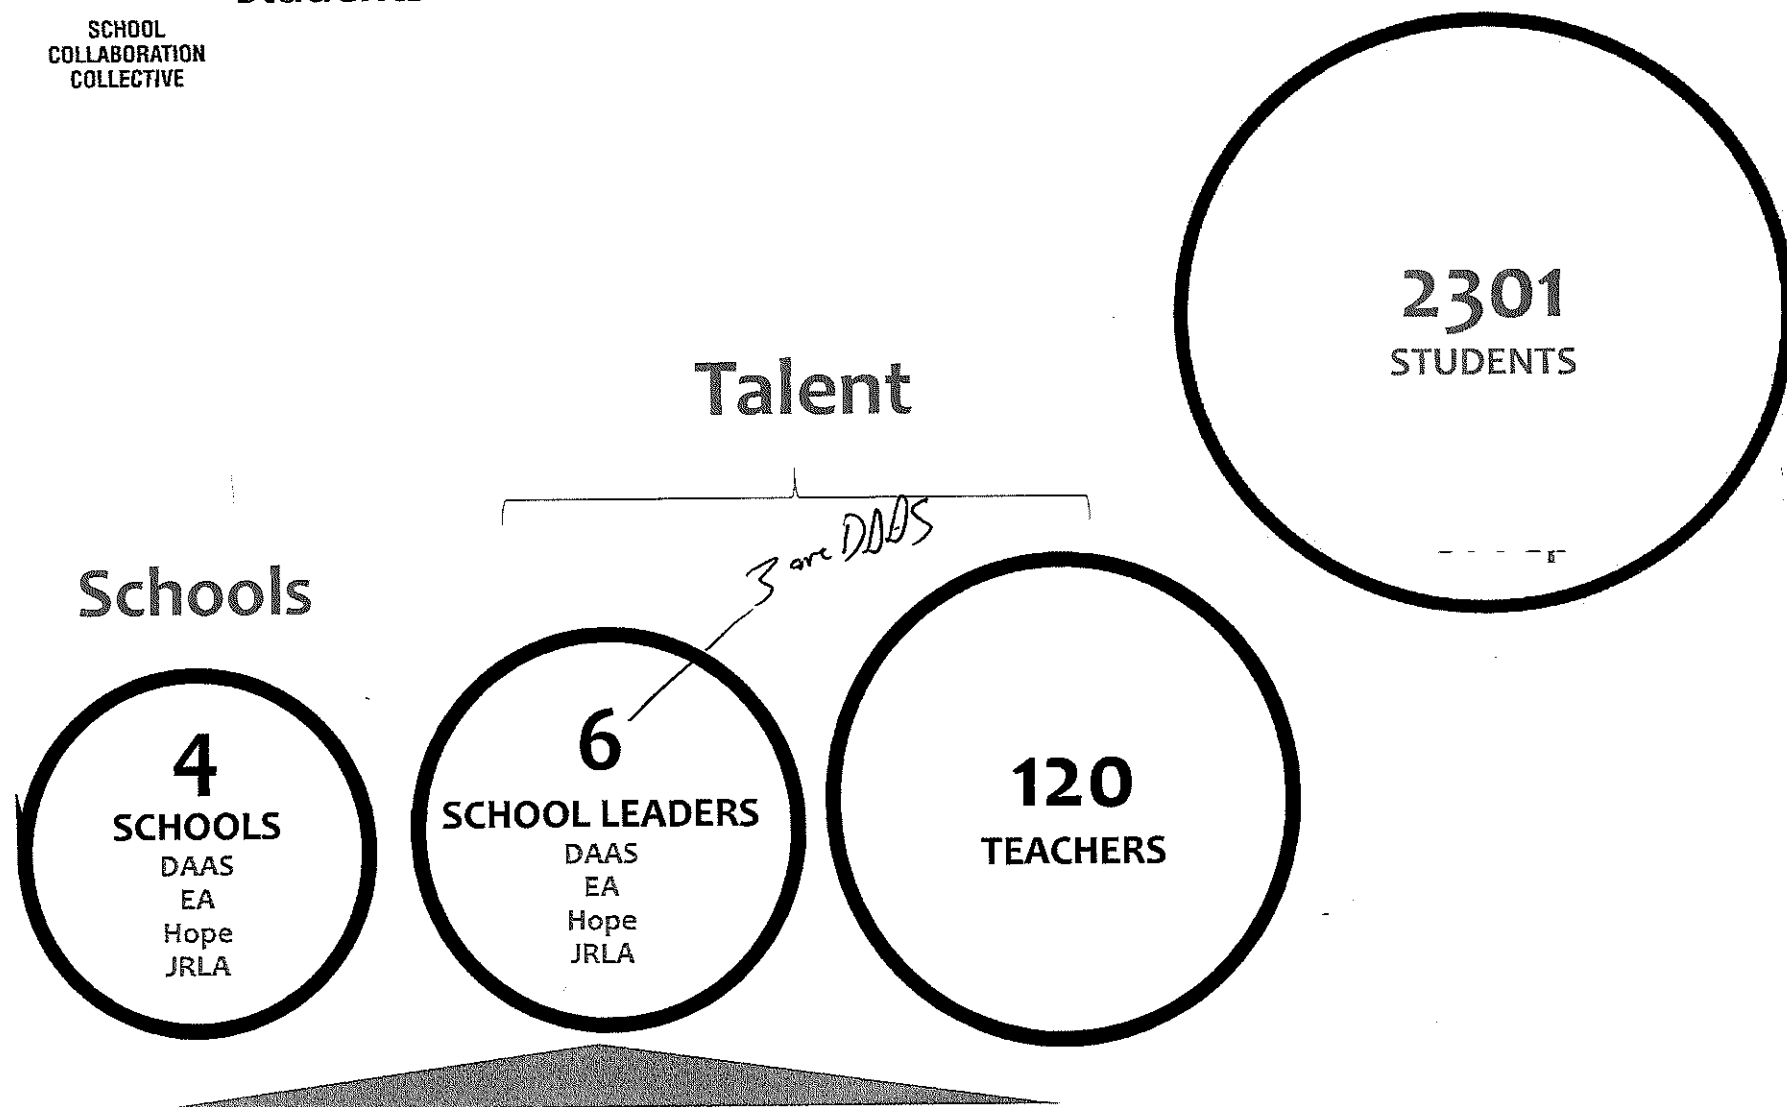 SCHOOL
COLLABORATION
COLLECTIVE
2301
STUDENTS
Talent
3 are DAAS
Schools
4
SCHOOLS
DAAS
EA
Hope
JRLA
6
SCHOOL LEADERS
DAAS
EA
Hope
JRLA
120
TEACHERS